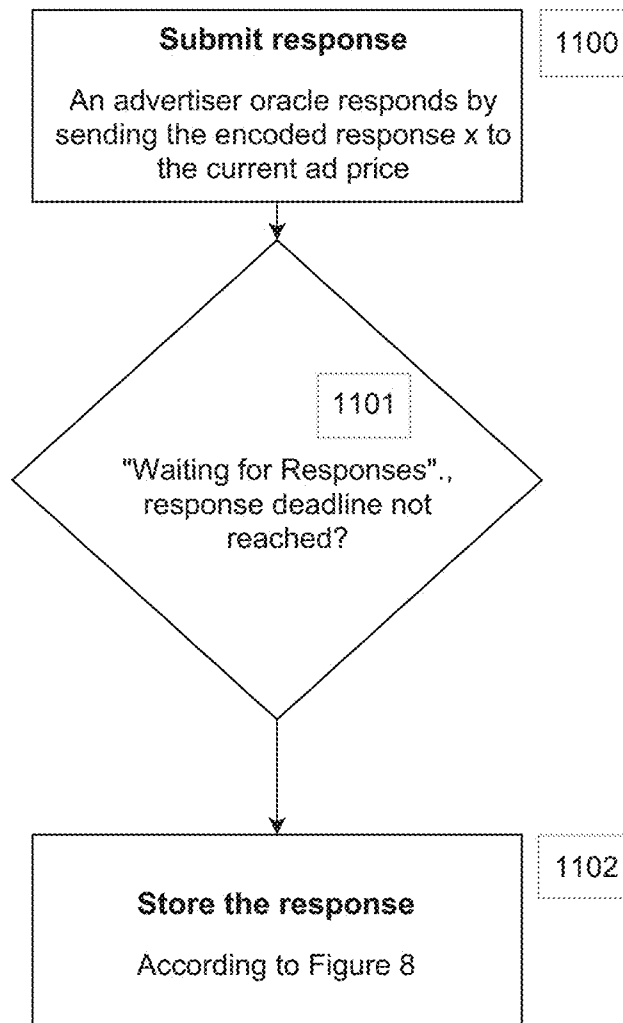 Submit response
1100
An advertiser oracle responds by
sending the encoded response x to
the current ad price
1101
"Waiting for Responses".,
response deadline not
reached?
1102
Store the response
According to Figure 8